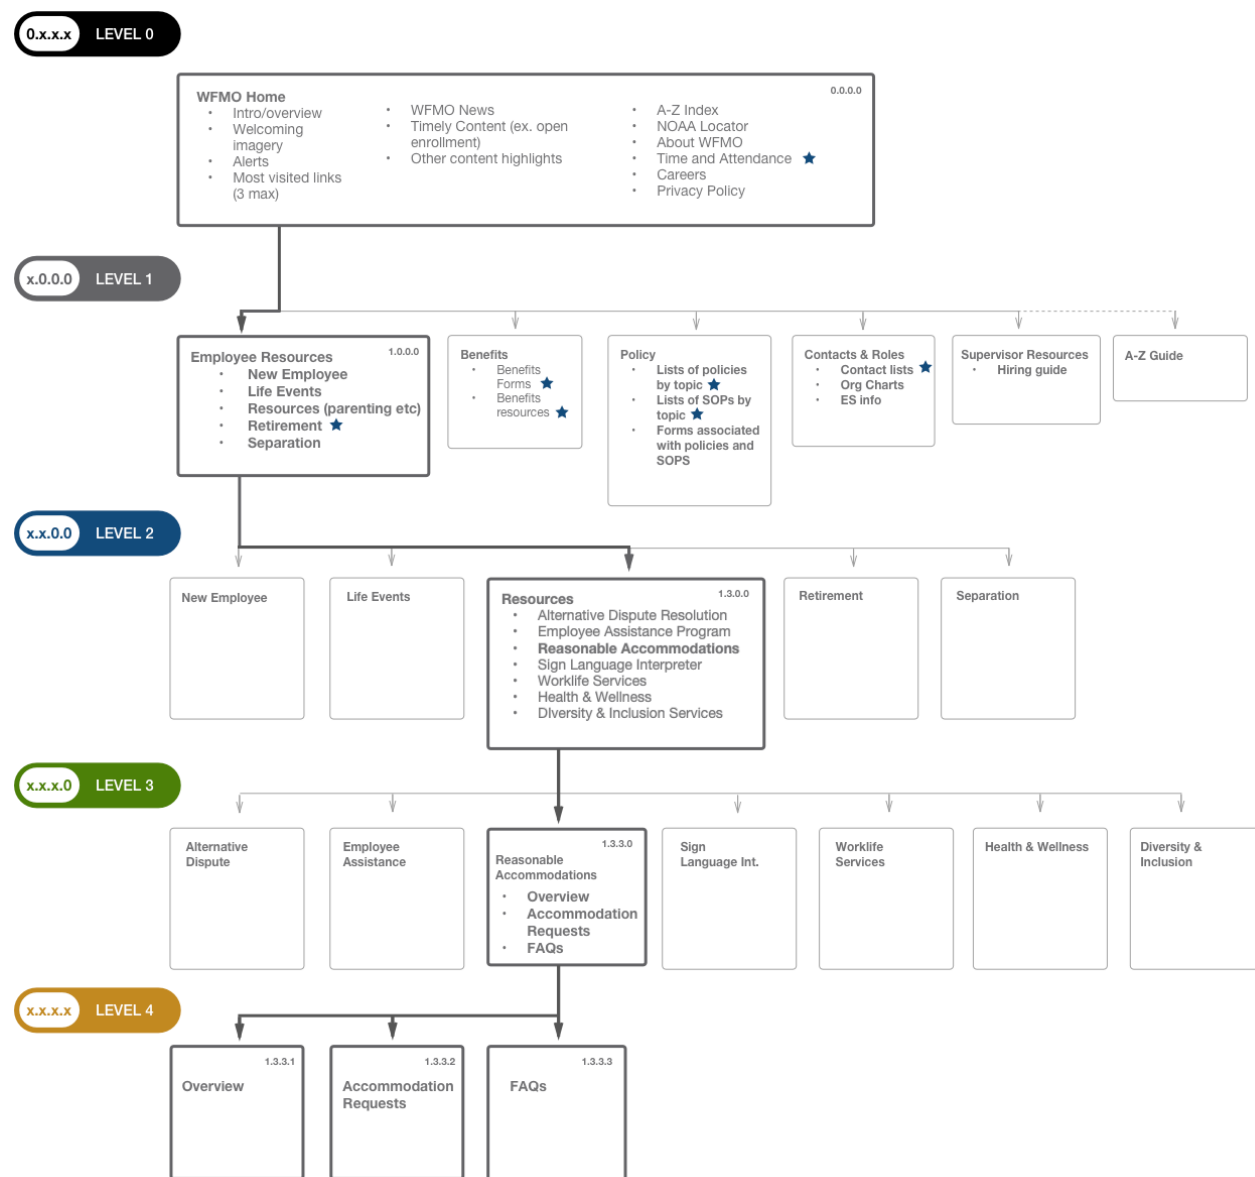 0.x.x.x LEVEL 0
0.0.0.0
WFMO Home
• Intro/overview
• Welcoming
imagery
• Alerts
• Most visited links
(3 max)
• WFMO News
• Timely Content (ex. open
enrollment)
• Other content highlights
• A-Z Index
• NOAA Locator
• About WFMO
• Time and Attendance
• Careers
• Privacy Policy
x.0.0.0 LEVEL 1
1.0.0.0
Employee Resources
• New Employee
• Life Events
• Resources (parenting etc)
• Retirement
• Separation
Benefits
• Benefits
Forms
• Benefits
resources
Policy
• Lists of policies
by topic
• Lists of SOPs by
topic
• Forms associated
with policies and
SOPS
Contacts & Roles
• Contact lists
• Org Charts
• ES info
Supervisor Resources
• Hiring guide
A-Z Guide
x.x.0.0 LEVEL 2
New Employee
Life Events
1.3.0.0
Resources
• Alternative Dispute Resolution
• Employee Assistance Program
• Reasonable Accommodations
• Sign Language Interpreter
• Worklife Services
• Health & Wellness
• DIversity & Inclusion Services
Retirement
Separation
x.x.x.0 LEVEL 3
Alternative
Dispute
Employee
Assistance
1.3.3.0
Reasonable
Accommodations
• Overview
• Accommodation
Requests
• FAQs
Sign
Language Int.
Worklife
Services
Health & Wellness
Diversity &
Inclusion
x.x.x.x LEVEL 4
1.3.3.1
Overview
1.3.3.2
Accommodation
Requests
1.3.3.3
FAQs